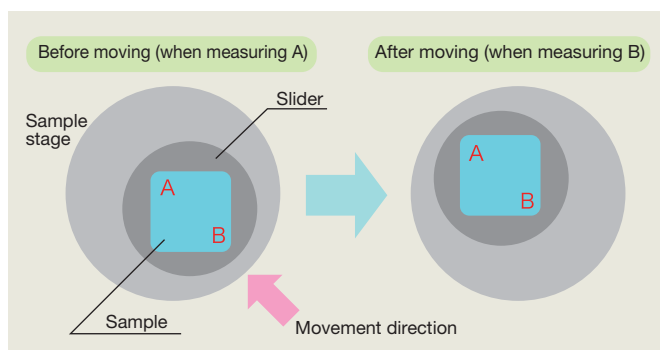 Before moving (when measuring A)
After moving (when measuring B)
Sample
stage
Slider
A
B
A
B
Sample
Movement direction